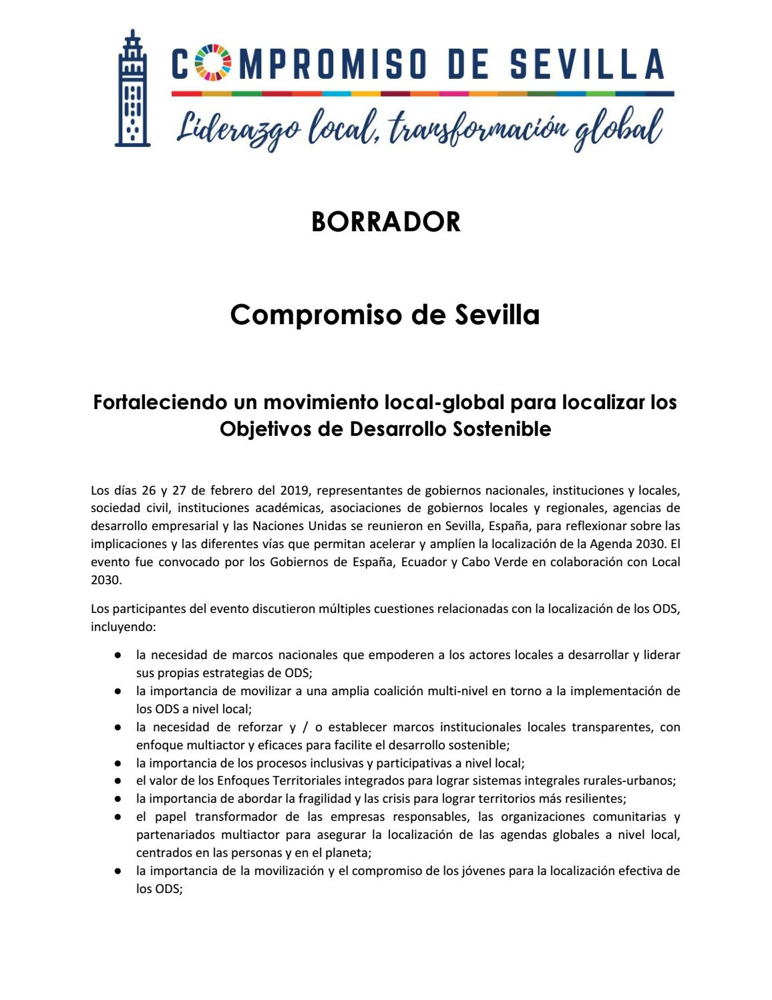 COMPROMISO DE SEVILLA
Liderazgo local, transformación global
BORRADOR
Compromiso de Sevilla
Fortaleciendo un movimiento local-global para localizar los
Objetivos de Desarrollo Sostenible
Los días 26 y 27 de febrero del 2019, representantes de gobiernos nacionales, instituciones y locales,
sociedad civil, instituciones académicas, asociaciones de gobiernos locales y regionales, agencias de
desarrollo empresarial y las Naciones Unidas se reunieron en Sevilla, España, para reflexionar sobre las
implicaciones y las diferentes vías que permitan acelerar y amplíen la localización de la Agenda 2030. El
evento fue convocado por los Gobiernos de España, Ecuador y Cabo Verde en colaboración con Local
2030.
Los participantes del evento discutieron múltiples cuestiones relacionadas con la localización de los ODS,
incluyendo:
● la necesidad de marcos nacionales que empoderen a los actores locales a desarrollar y liderar
sus propias estrategias de ODS;
● la importancia de movilizar a una amplia coalición multi-nivel en torno a la implementación de
los ODS a nivel local;
● la necesidad de reforzar y / o establecer marcos institucionales locales transparentes, con
enfoque multiactor y eficaces para facilite el desarrollo sostenible;
● la importancia de los procesos inclusivas y participativas a nivel local;
● el valor de los Enfoques Territoriales integrados para lograr sistemas integrales rurales-urbanos;
● la importancia de abordar la fragilidad y las crisis para lograr territorios más resilientes;
● el papel transformador de las empresas responsables, las organizaciones comunitarias y
partenariados multiactor para asegurar la localización de las agendas globales a nivel local,
centrados en las personas y en el planeta;
● la importancia de la movilización y el compromiso de los jóvenes para la localización efectiva de
los ODS;